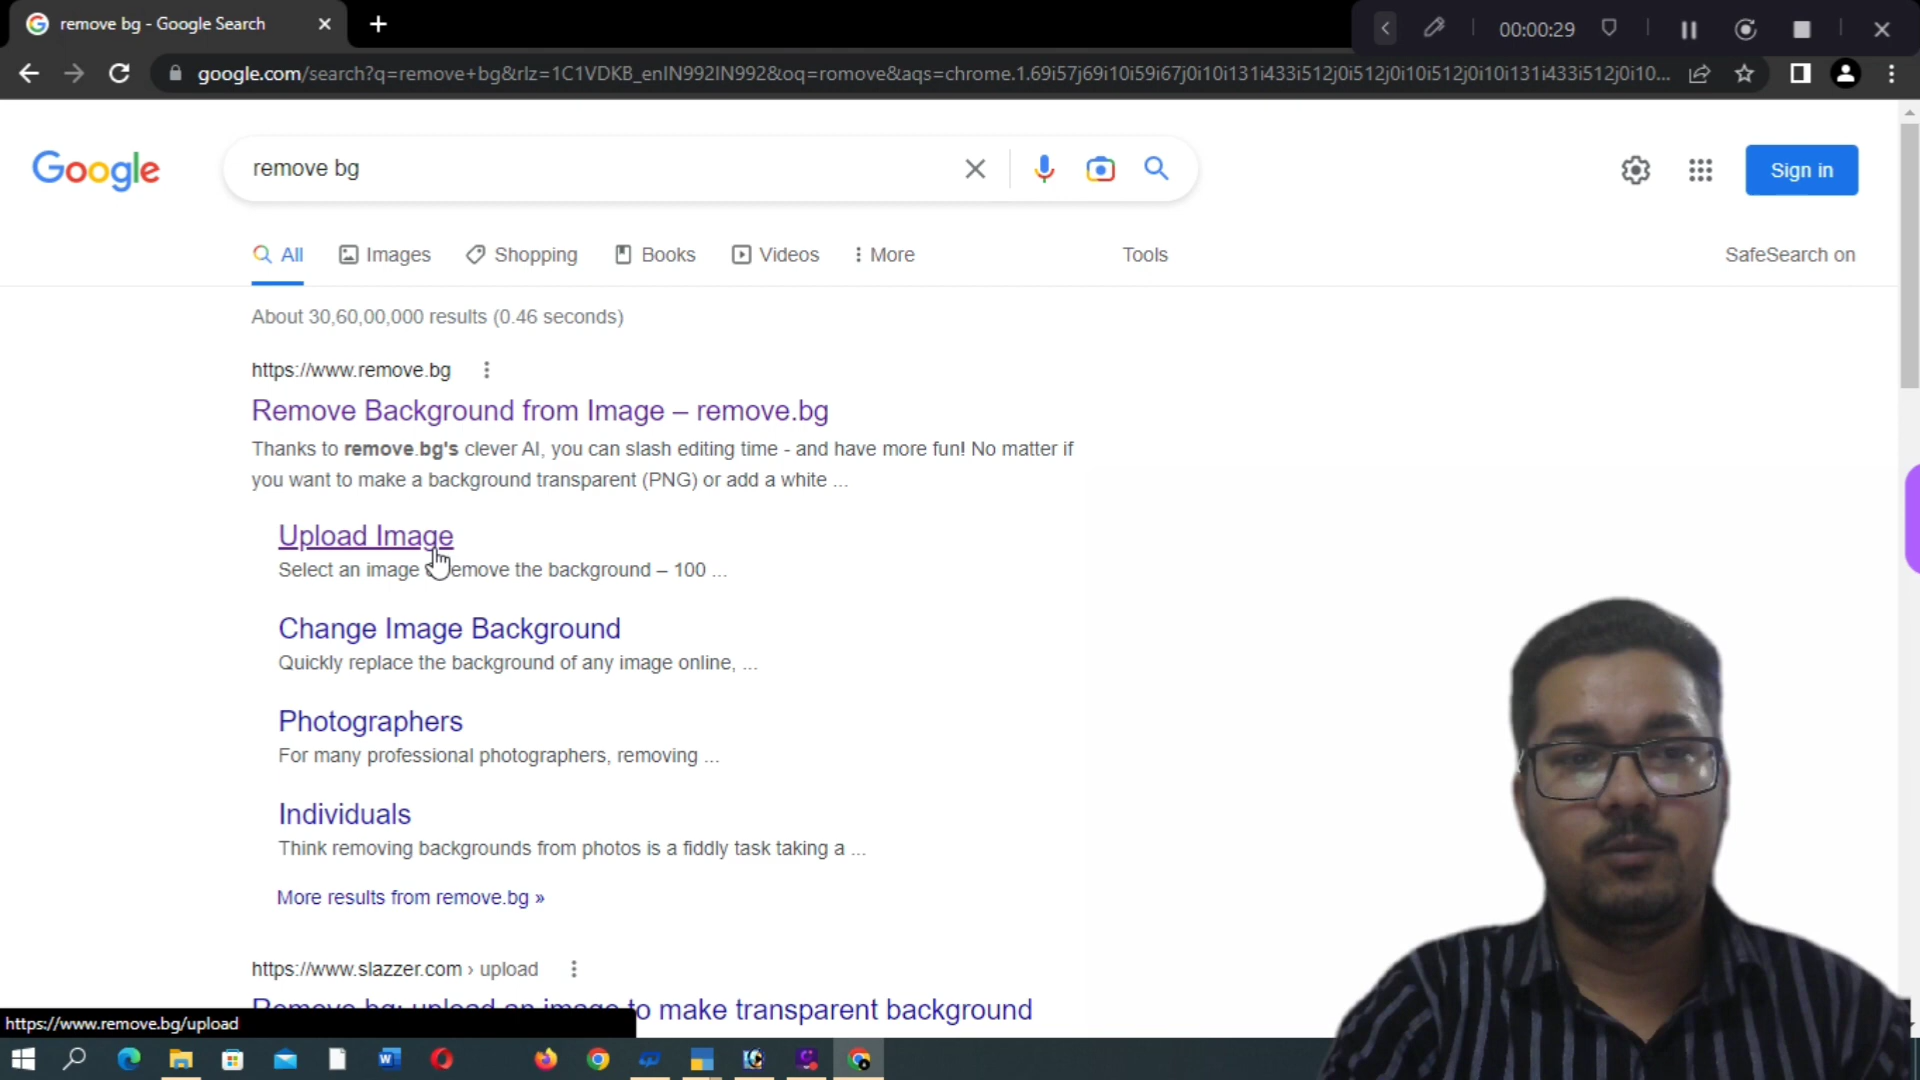 remove bg - Google Search
00:00:29
google.com/search?q=remove+bg&rlz=1C1VDKB_enIN992IN992&oq=romove&aqs=chrome.1.69i57j69i10i59i67j0i10i131i433i512j0i512j0i10i512j0i10i131i433i512j0i10...
Google
remove bg
Sign in
All Images Shopping Books Videos More Tools SafeSearch on
About 30,60,00,000 results (0.46 seconds)
https://www.remove.bg
Remove Background from Image – remove.bg
Thanks to remove.bg's clever AI, you can slash editing time - and have more fun! No matter if
you want to make a background transparent (PNG) or add a white ...
Upload Image
Select an image remove the background – 100 ...
Change Image Background
Quickly replace the background of any image online, ...
Photographers
For many professional photographers, removing ...
Individuals
Think removing backgrounds from photos is a fiddly task taking a ...
More results from remove.bg »
https://www.slazzer.com › upload
Remove bg: upload an image to make transparent background
https://www.remove.bg/upload